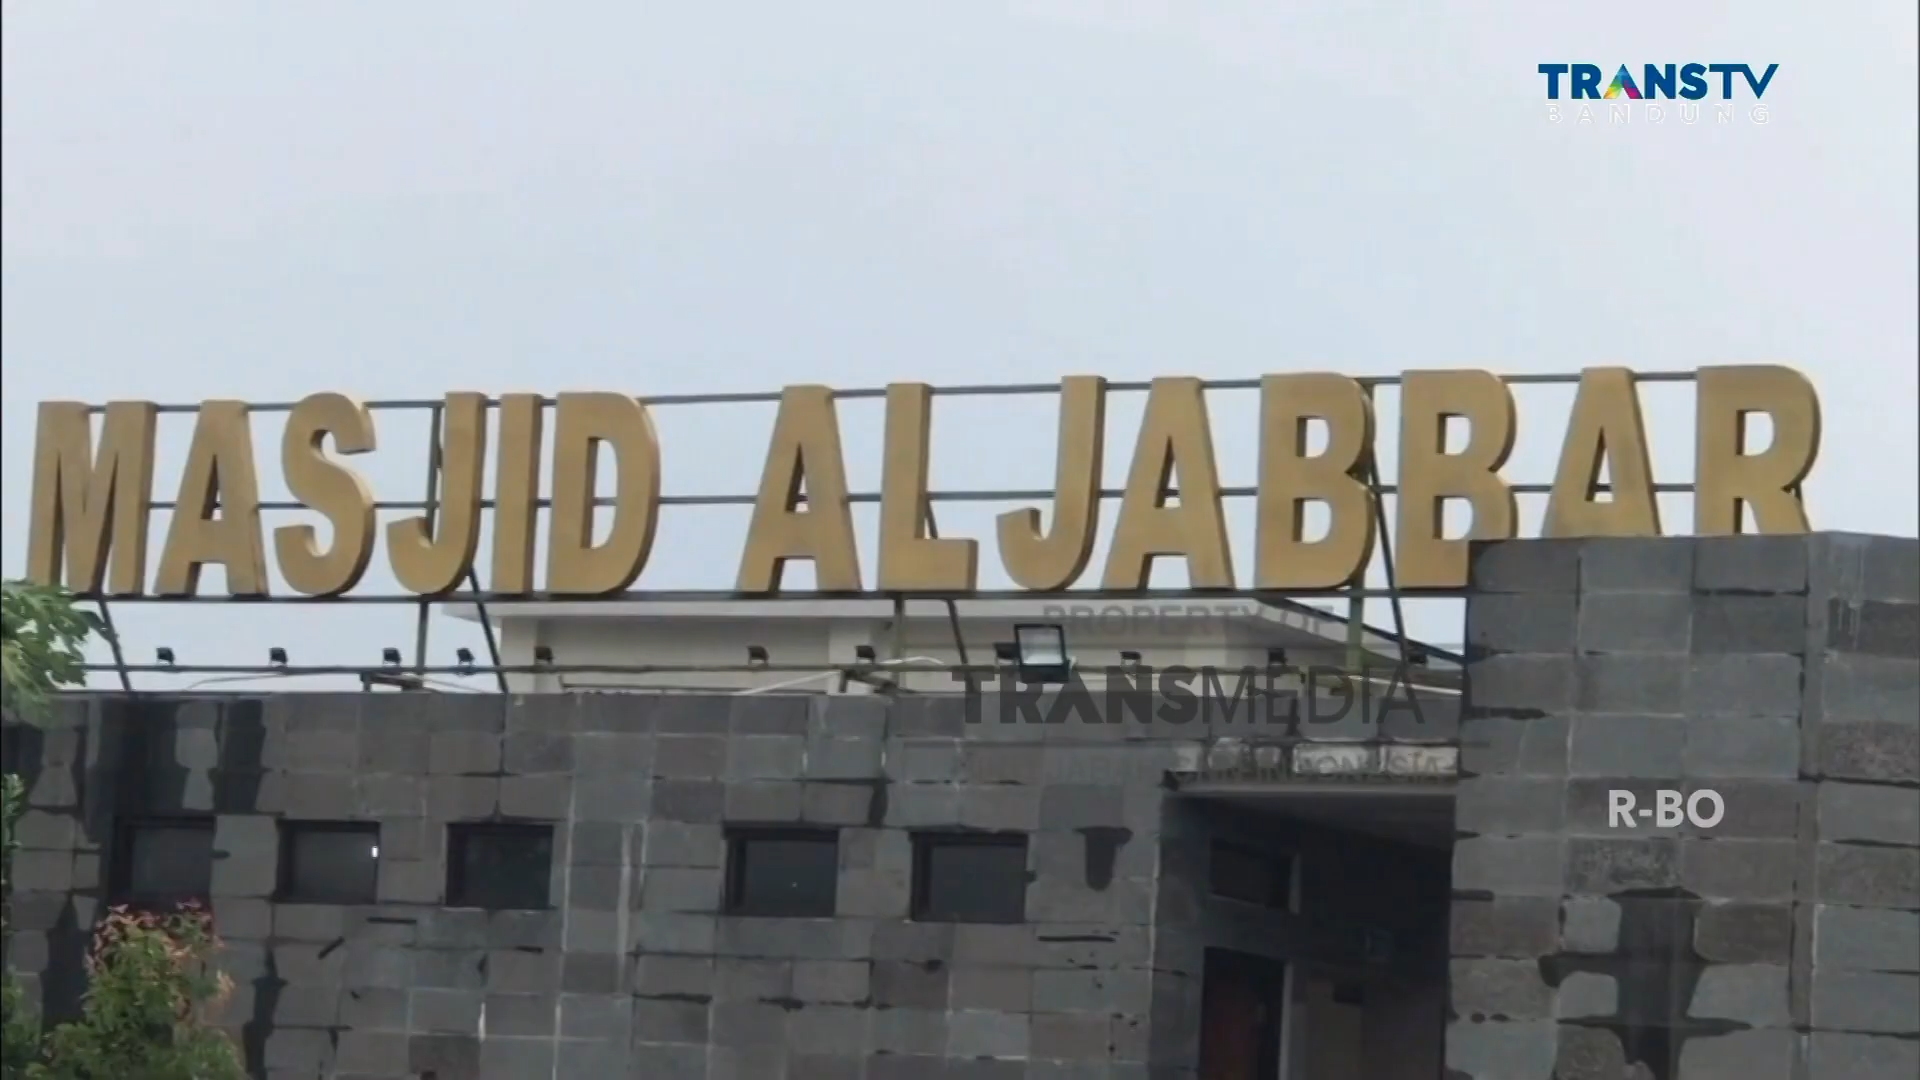 TRANSTV
BANDUNG
MASJID ALJABBAR
PROPERTY OF
TRANSMEDIA
R-BO